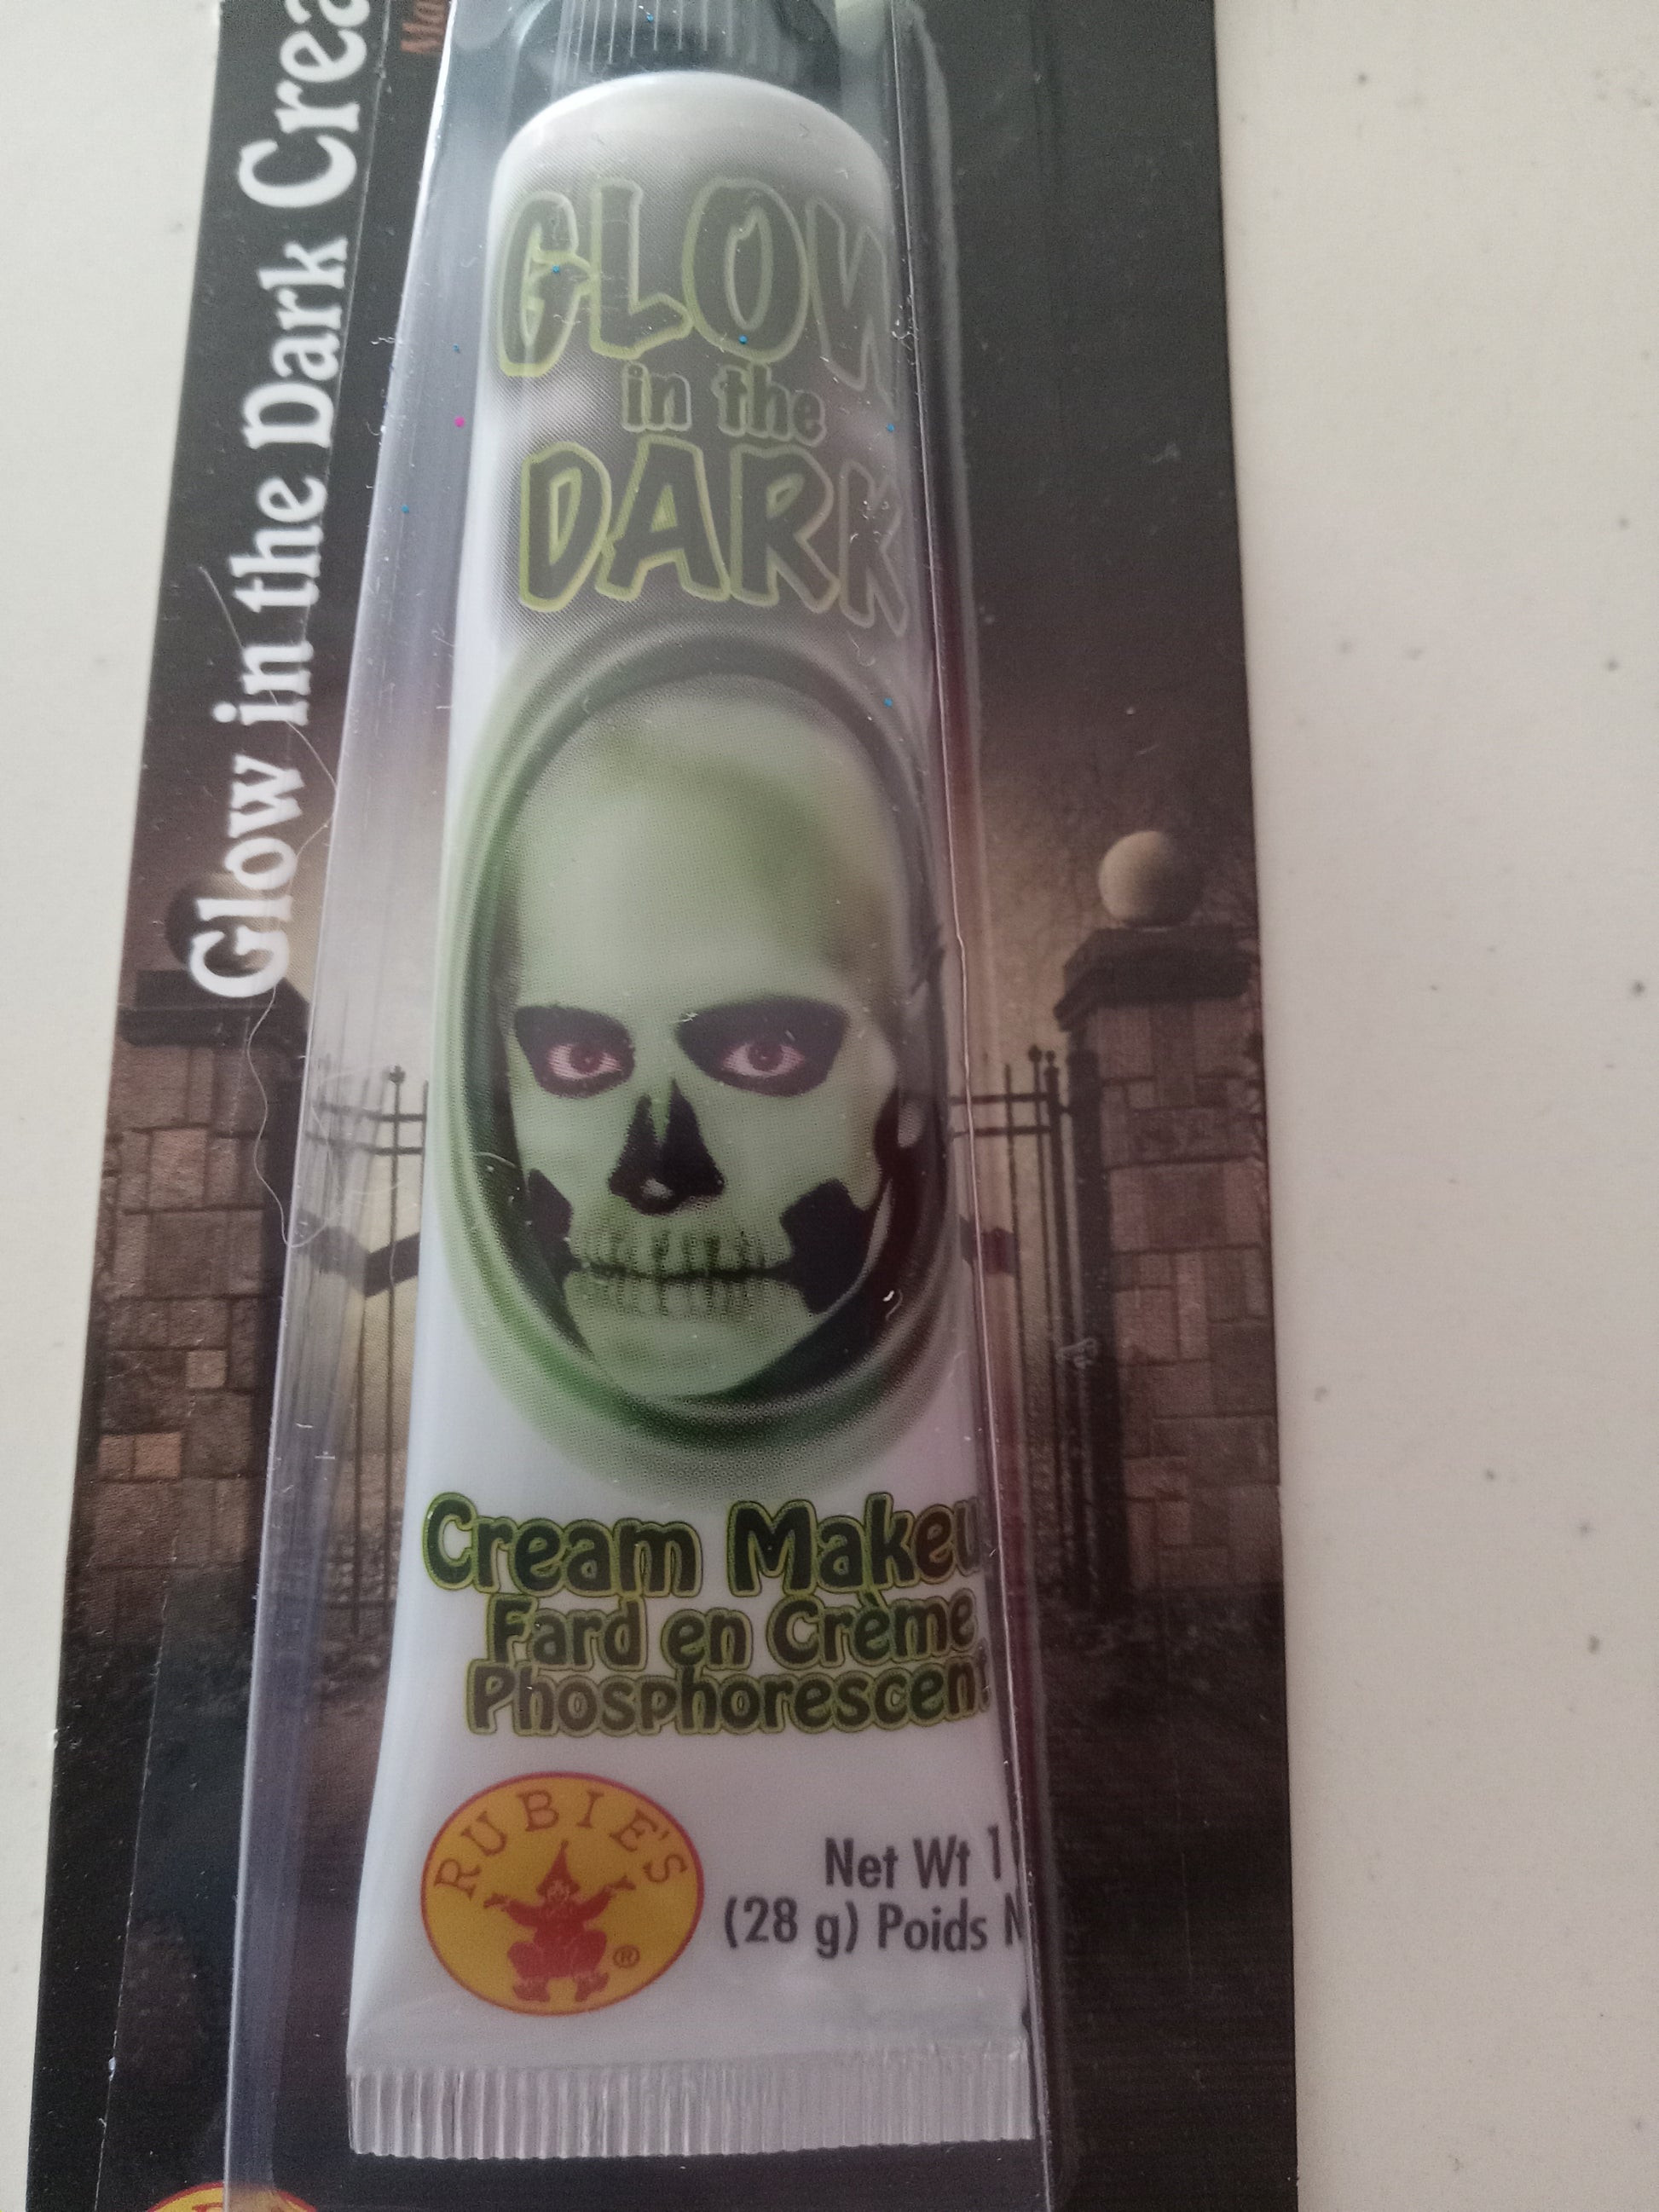 Glow in the Dark Crea
GLOW
in the
DARK
Cream Makeu
Fard en Crème
Phosphorescent
RUBIE'S
®
Net Wt 1
(28 g) Poids N